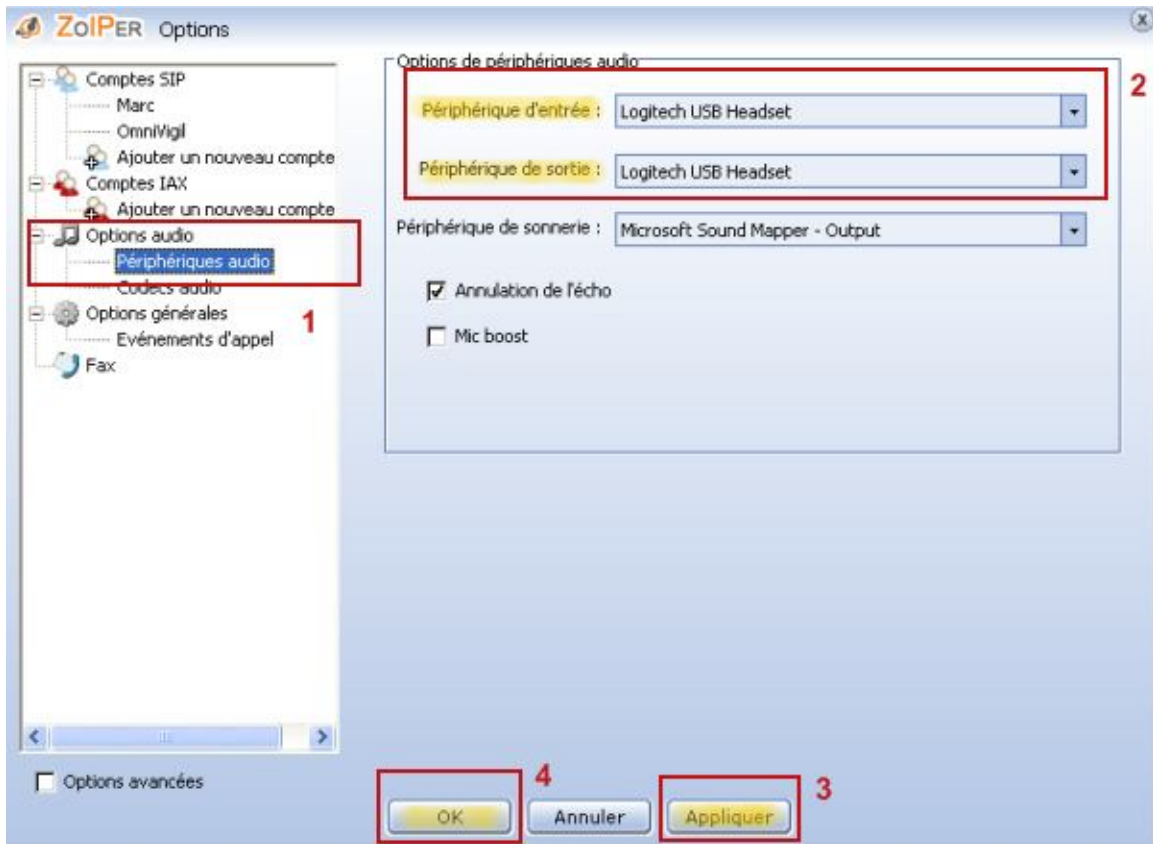 ZoIPER Options
Comptes SIP
Marc
OmniVigil
Ajouter un nouveau compte
Comptes IAX
Ajouter un nouveau compte
Options audio
Périphériques audio
Codecs audio
Options générales
Evénements d'appel
Fax
1
Options de périphériques audio
2
Périphérique d'entrée : Logitech USB Headset
Périphérique de sortie : Logitech USB Headset
Périphérique de sonnerie : Microsoft Sound Mapper - Output
Annulation de l'écho
Mic boost
Options avancées
4
3
OK Annuler Appliquer